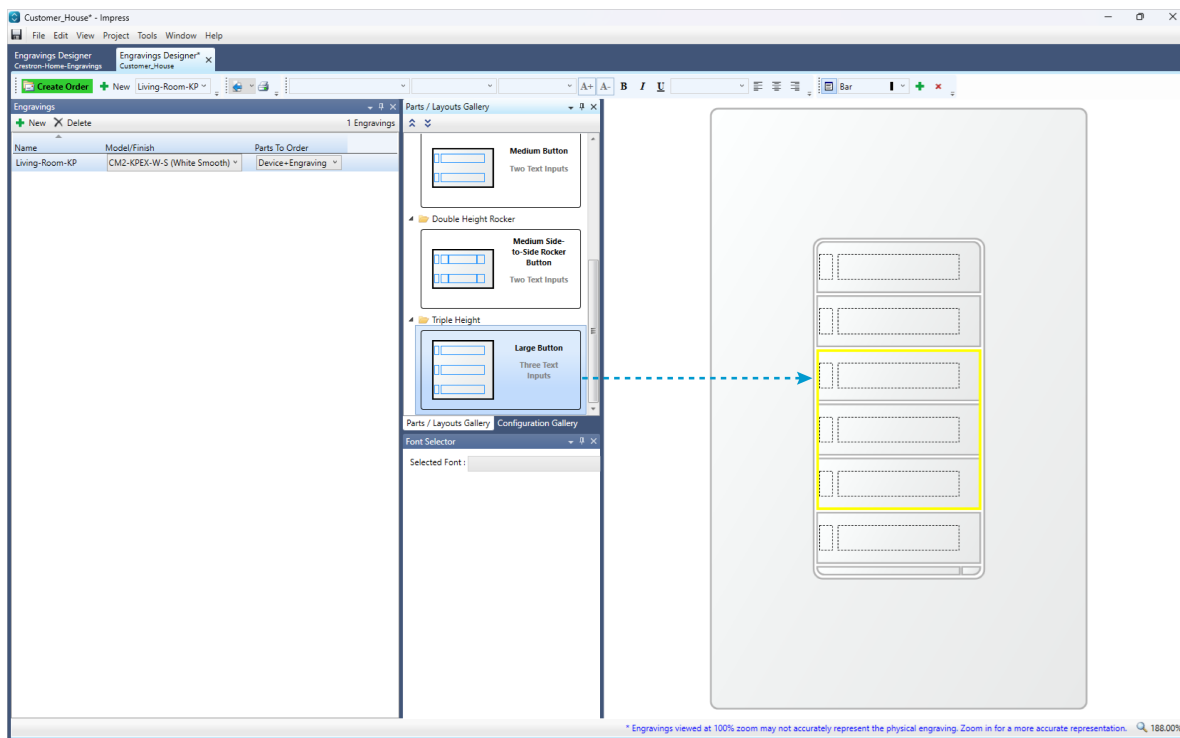 Customer_House* - Impress
File Edit View Project Tools Window Help
Engravings Designer
Crestron-Home-Engravings
Engravings Designer*
Customer_House
Create Order
New
Living-Room-KP
A+ A- B I U
Bar
Engravings
New Delete 1 Engravings
Name Model/Finish Parts To Order
Living-Room-KP CM2-KPEX-W-S (White Smooth) Device+Engraving
Parts / Layouts Gallery
Medium Button
Two Text Inputs
Double Height Rocker
Medium Side-
to-Side Rocker
Button
Two Text Inputs
Triple Height
Large Button
Three Text
Inputs
Parts / Layouts Gallery Configuration Gallery
Font Selector
Selected Font :
* Engravings viewed at 100% zoom may not accurately represent the physical engraving. Zoom in for a more accurate representation. 188.00%